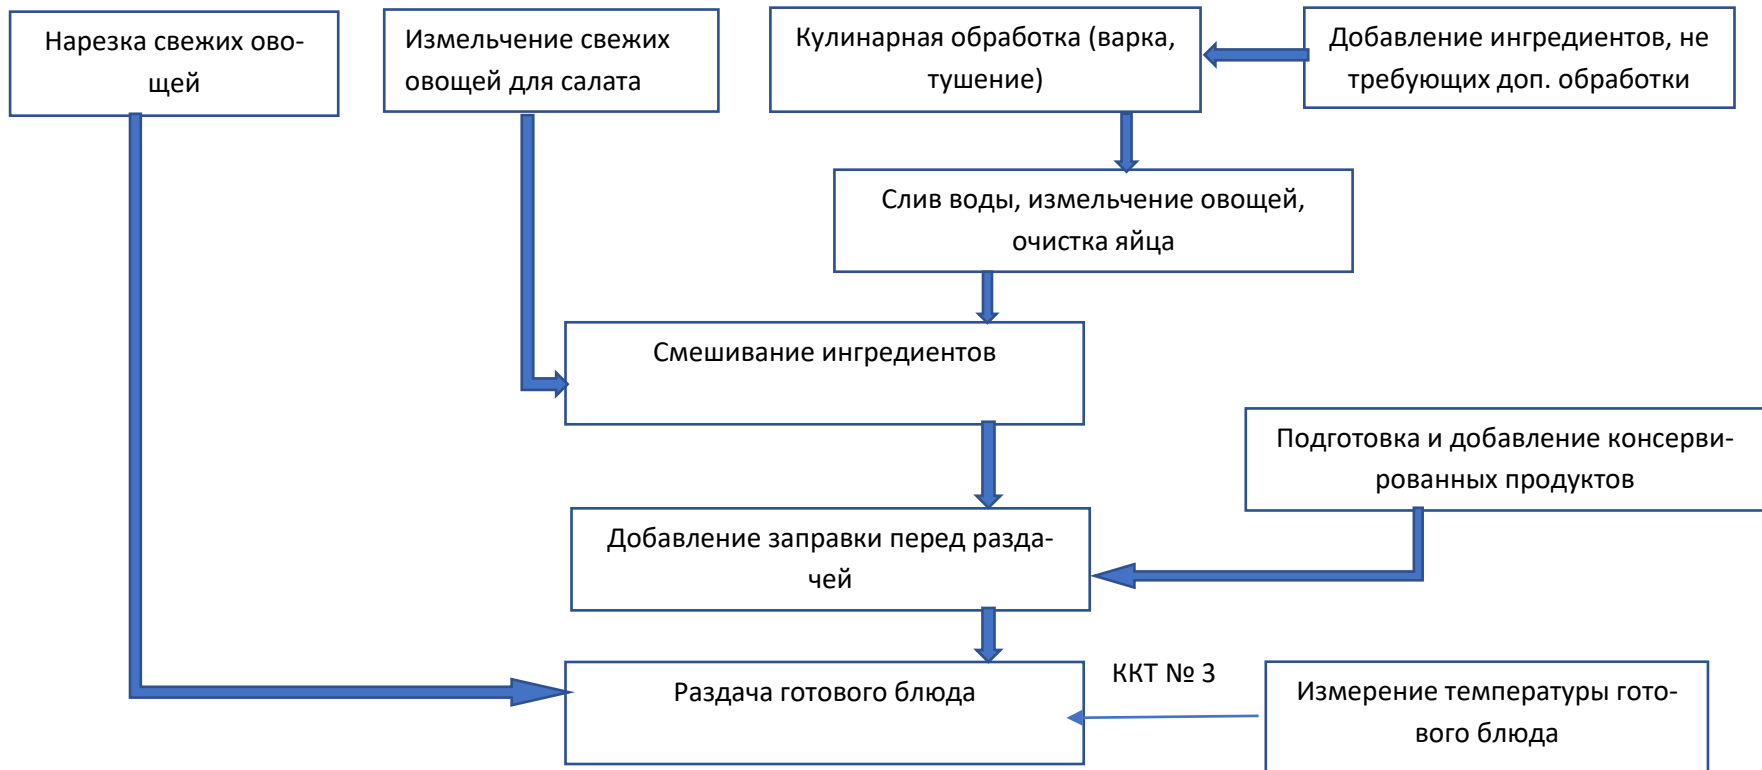 Нарезка свежих ово-
щей
Измельчение свежих
овощей для салата
Кулинарная обработка (варка,
тушение)
Добавление ингредиентов, не
требующих доп. обработки
Слив воды, измельчение овощей,
очистка яйца
Смешивание ингредиентов
Подготовка и добавление консерви-
рованных продуктов
Добавление заправки перед разда-
чей
Раздача готового блюда
ККТ № 3
Измерение температуры гото-
вого блюда